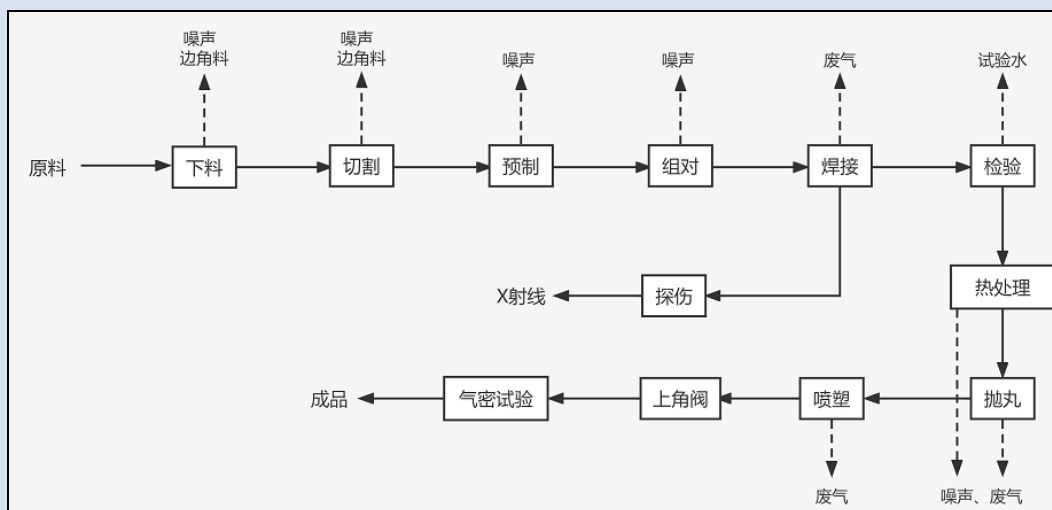 噪声
边角料
噪声
边角料
噪声
噪声
废气
试验水
原料
下料
切割
预制
组对
焊接
检验
热处理
X射线
探伤
成品
气密试验
上角阀
喷塑
抛丸
废气
噪声、废气